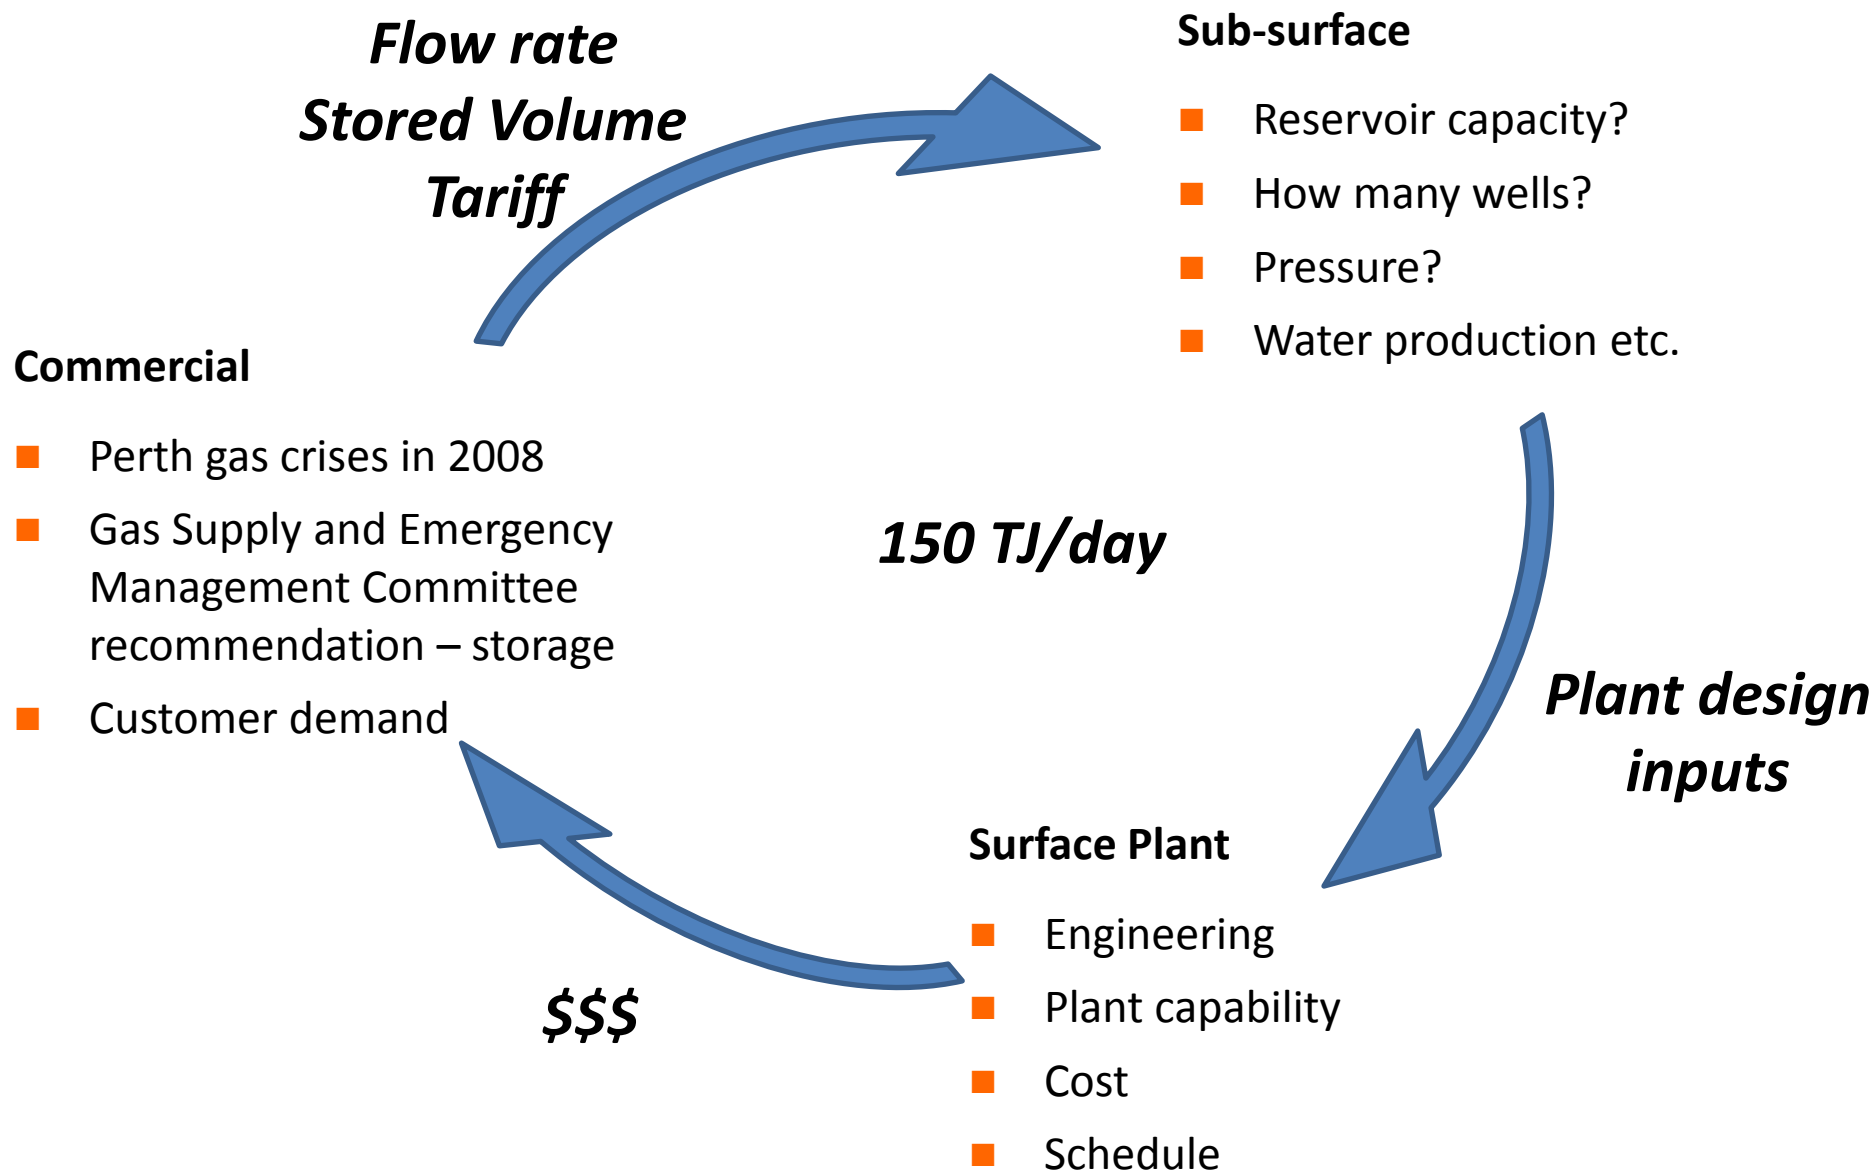 Flow rate
Stored Volume
Tariff
Sub-surface
Reservoir capacity?
How many wells?
Pressure?
Water production etc.
Commercial
Perth gas crises in 2008
Gas Supply and Emergency
Management Committee
recommendation – storage
Customer demand
150 TJ/day
Plant design
inputs
Surface Plant
Engineering
Plant capability
Cost
Schedule
$$$